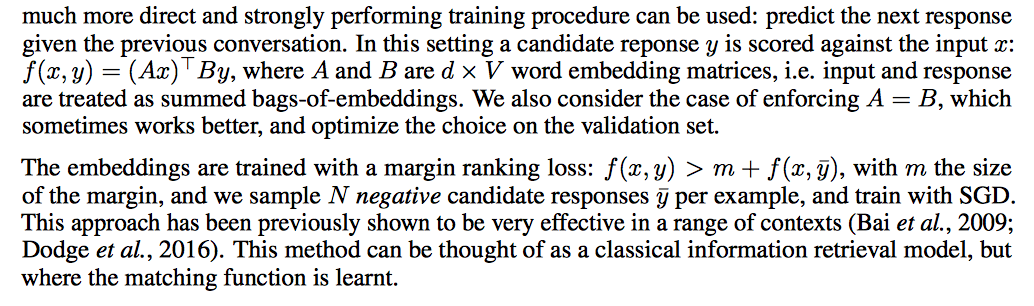 much more direct and strongly performing training procedure can be used: predict the next response
given the previous conversation. In this setting a candidate reponse y is scored against the input x:
f(x, y) = (Ax)⊤By, where A and B are d × V word embedding matrices, i.e. input and response
are treated as summed bags-of-embeddings. We also consider the case of enforcing A = B, which
sometimes works better, and optimize the choice on the validation set.
The embeddings are trained with a margin ranking loss: f(x, y) > m + f(x, ȳ), with m the size
of the margin, and we sample N negative candidate responses ȳ per example, and train with SGD.
This approach has been previously shown to be very effective in a range of contexts (Bai et al., 2009;
Dodge et al., 2016). This method can be thought of as a classical information retrieval model, but
where the matching function is learnt.